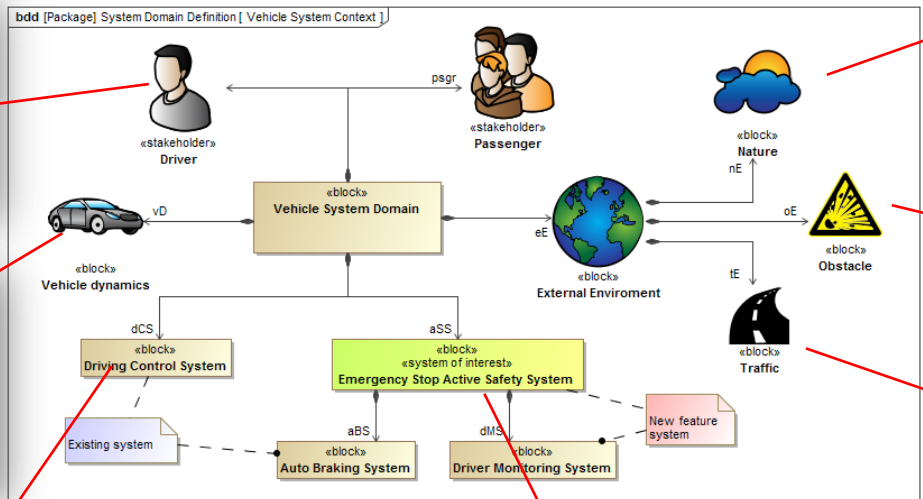 bdd [Package] System Domain Definition [ Vehicle System Context ]
psgr
«stakeholder»
Driver
«stakeholder»
Passenger
«block»
Nature
nE
«block»
Vehicle System Domain
vD
eE
oE
«block»
Vehicle dynamics
«block»
External Enviroment
«block»
Obstacle
tE
dCS
aSS
«block»
Driving Control System
«block»
«system of interest»
Emergency Stop Active Safety System
«block»
Traffic
Existing system
aBS
dMS
New feature
system
«block»
Auto Braking System
«block»
Driver Monitoring System